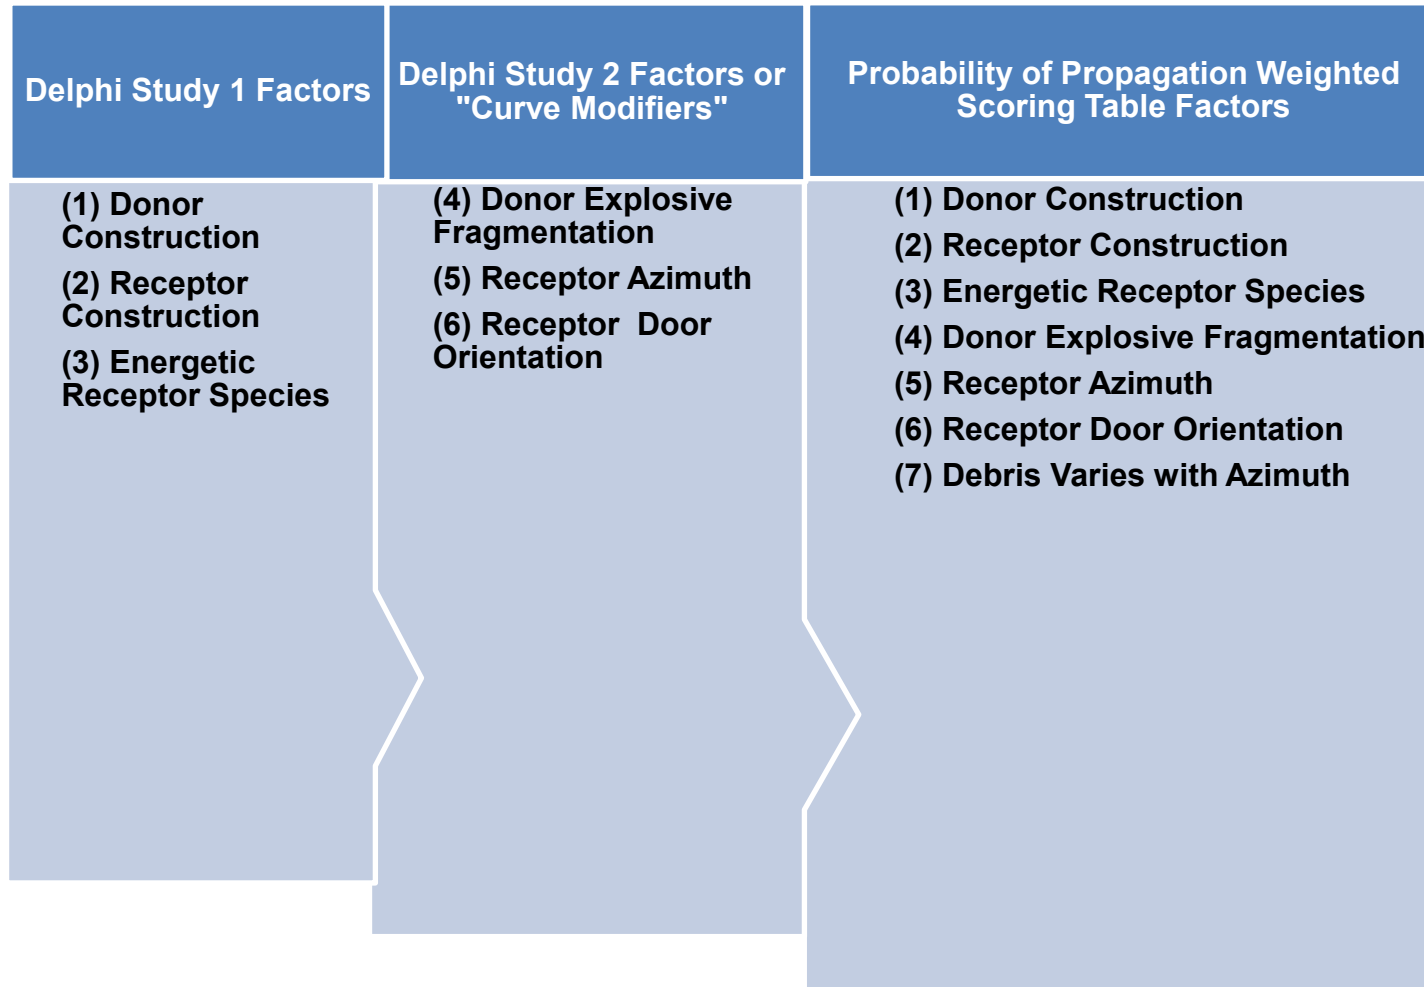 Delphi Study 1 Factors
Delphi Study 2 Factors or
"Curve Modifiers"
Probability of Propagation Weighted
Scoring Table Factors
(1) Donor
Construction
(2) Receptor
Construction
(3) Energetic
Receptor Species
(4) Donor Explosive
Fragmentation
(5) Receptor Azimuth
(6) Receptor Door
Orientation
(1) Donor Construction
(2) Receptor Construction
(3) Energetic Receptor Species
(4) Donor Explosive Fragmentation
(5) Receptor Azimuth
(6) Receptor Door Orientation
(7) Debris Varies with Azimuth